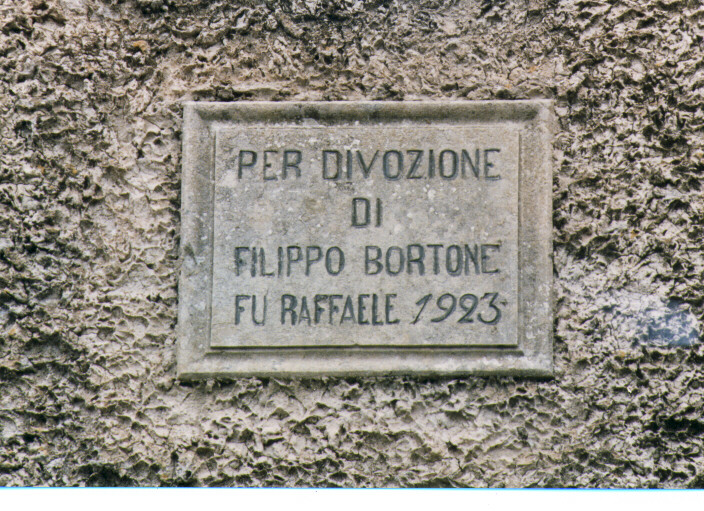 PER DIVOZIONE
DI
FILIPPO BORTONE
FU RAFFAELE 1923